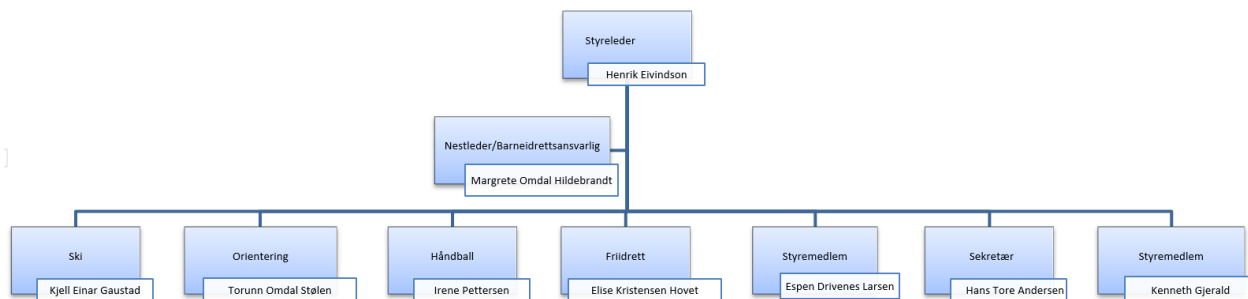 Styreleder
Henrik Eivindson
Nestleder/Barneidrettsansvarlig
Margrete Omdal Hildebrandt
Ski
Kjell Einar Gaustad
Orientering
Torunn Omdal Stølen
Håndball
Irene Pettersen
Friidrett
Elise Kristensen Hovet
Styremedlem
Espen Drivenes Larsen
Sekretær
Hans Tore Andersen
Styremedlem
Kenneth Gjerald